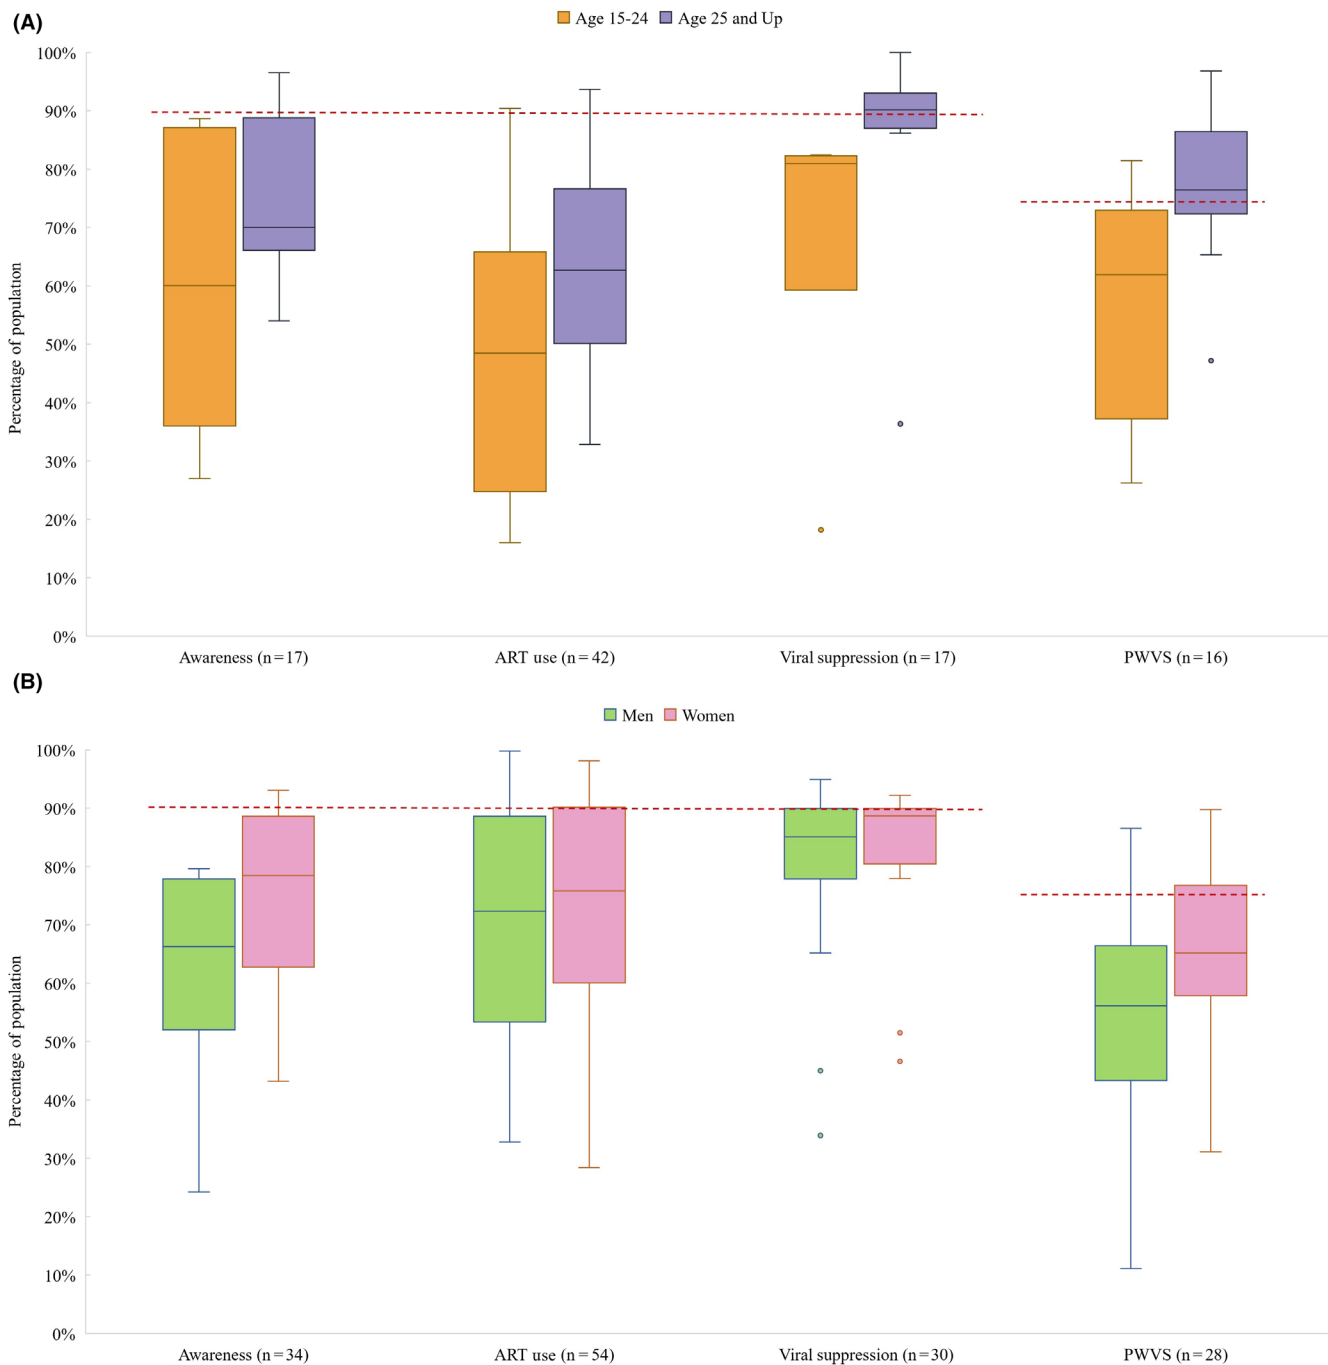 (A)
Age 15-24 Age 25 and Up
Percentage of population
100%
90%
80%
70%
60%
50%
40%
30%
20%
10%
0%
Awareness (n=17) ART use (n=42) Viral suppression (n=17) PWVS (n=16)
(B)
Men Women
Percentage of population
100%
90%
80%
70%
60%
50%
40%
30%
20%
10%
0%
Awareness (n=34) ART use (n=54) Viral suppression (n=30) PWVS (n=28)